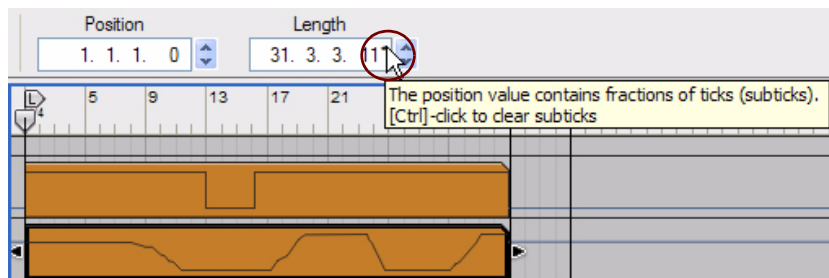 Position Length
1. 1. 1. 0 31. 3. 3. 11*
L 5 9 13 17 21
4
The position value contains fractions of ticks (subticks).
[Ctrl]-click to clear subticks